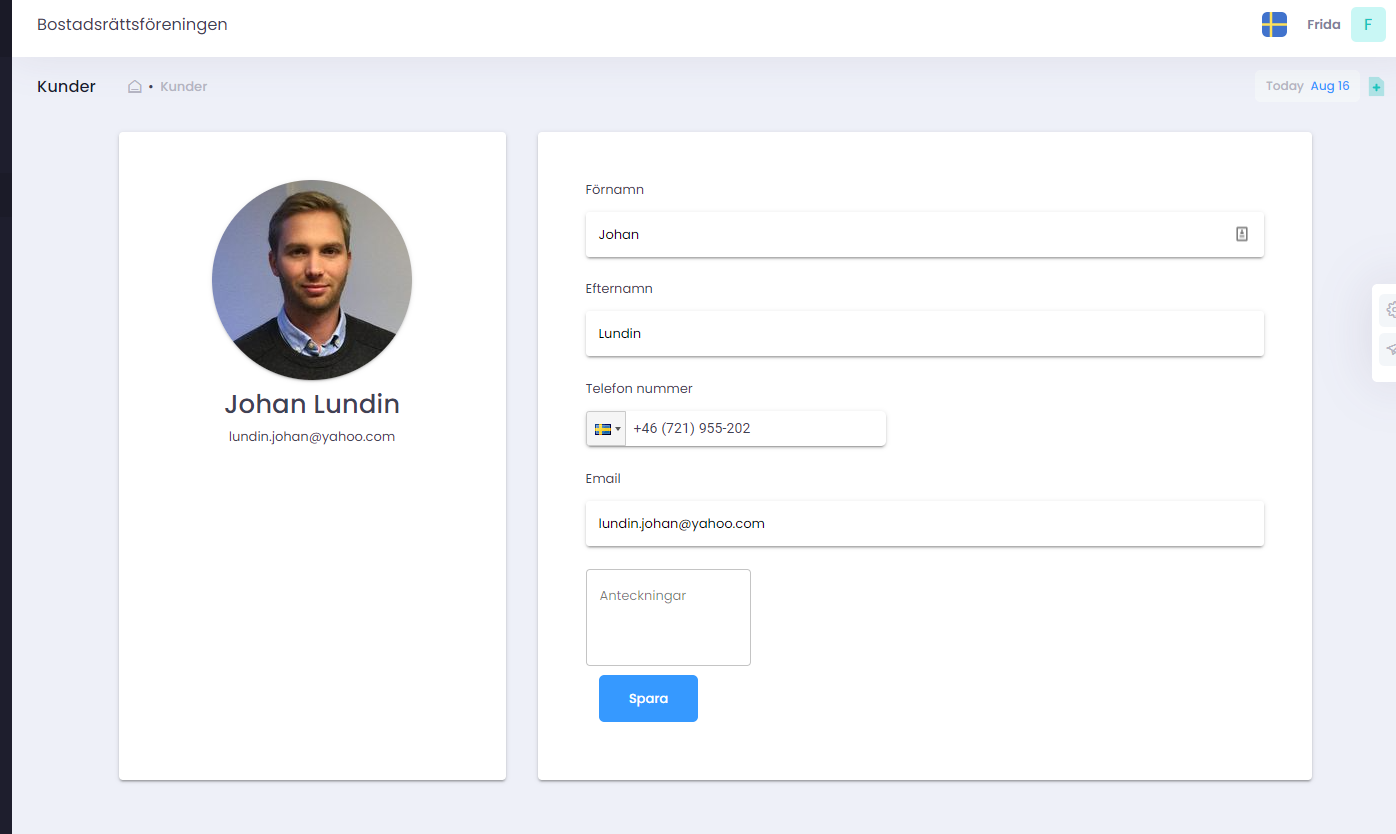 Bostadsrättsföreningen
Frida F
Kunder • Kunder
Today Aug 16
Johan Lundin
lundin.johan@yahoo.com
Förnamn
Johan
Efternamn
Lundin
Telefon nummer
+46 (721) 955-202
Email
lundin.johan@yahoo.com
Anteckningar
Spara